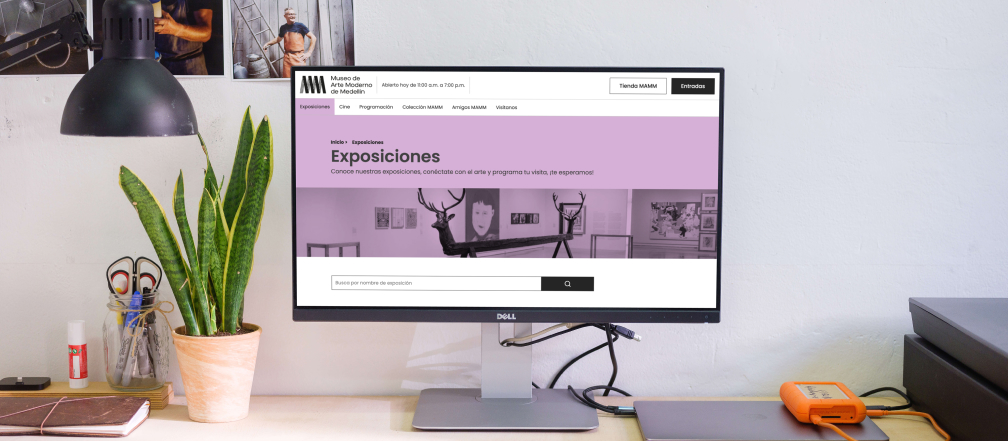 Museo de
Arte Moderno
de Medellín
Abierto hoy de 11:00 a.m. a 7:00 p.m.
Tienda MAMM
Entradas
Exposiciones
Cine
Programación
Colección MAMM
Amigos MAMM
Visítanos
Inicio > Exposiciones
Exposiciones
Conoce nuestras exposiciones, conéctate con el arte y programa tu visita, ¡te esperamos!
Busca por nombre de exposición
DELL